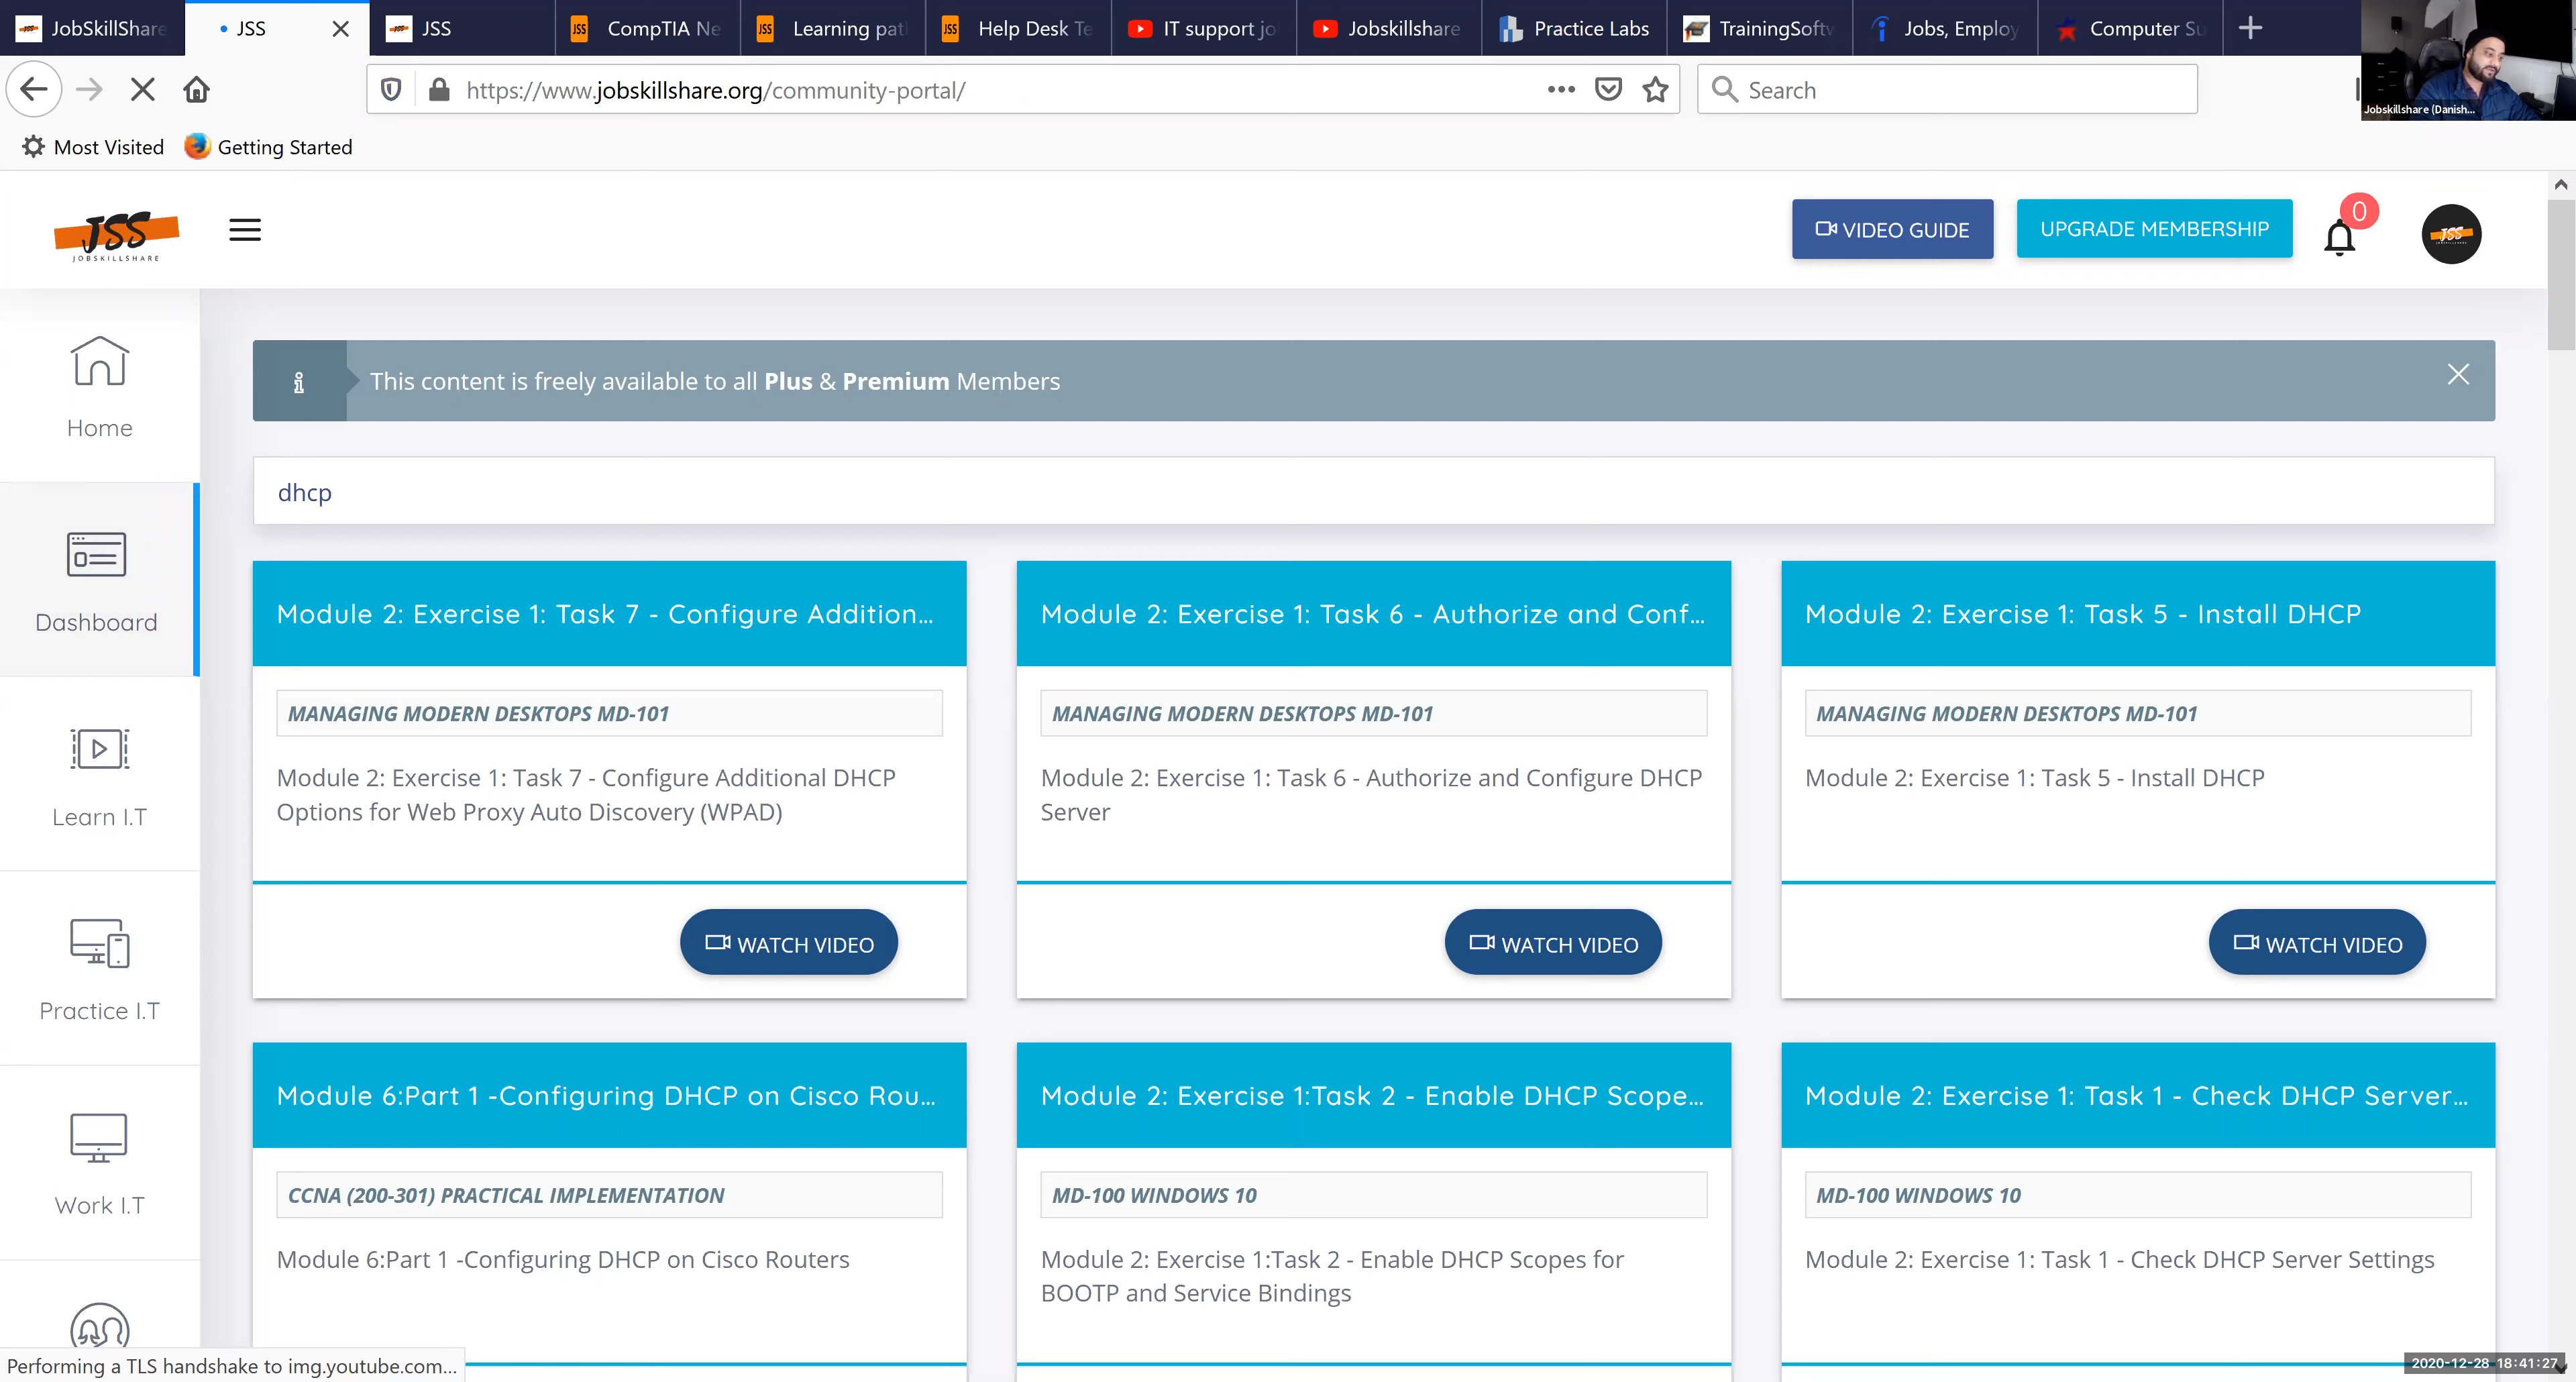 JobSkillShare
JSS
JSS
CompTIA Ne
Learning pat
Help Desk Te
IT support jo
Jobskillshare
Practice Labs
TrainingSoftw
Jobs, Employ
Computer Su
https://www.jobskillshare.org/community-portal/
Search
Jobskillshare (Danish...
Most Visited
Getting Started
JSS
JOBSKILLSHARE
VIDEO GUIDE
UPGRADE MEMBERSHIP
0
JSS
Home
Dashboard
Learn I.T
Practice I.T
Work I.T
This content is freely available to all Plus & Premium Members
dhcp
Module 2: Exercise 1: Task 7 - Configure Addition...
MANAGING MODERN DESKTOPS MD-101
Module 2: Exercise 1: Task 7 - Configure Additional DHCP
Options for Web Proxy Auto Discovery (WPAD)
WATCH VIDEO
Module 2: Exercise 1: Task 6 - Authorize and Conf...
MANAGING MODERN DESKTOPS MD-101
Module 2: Exercise 1: Task 6 - Authorize and Configure DHCP
Server
WATCH VIDEO
Module 2: Exercise 1: Task 5 - Install DHCP
MANAGING MODERN DESKTOPS MD-101
Module 2: Exercise 1: Task 5 - Install DHCP
WATCH VIDEO
Module 6:Part 1 -Configuring DHCP on Cisco Rou...
CCNA (200-301) PRACTICAL IMPLEMENTATION
Module 6:Part 1 -Configuring DHCP on Cisco Routers
Module 2: Exercise 1:Task 2 - Enable DHCP Scope...
MD-100 WINDOWS 10
Module 2: Exercise 1:Task 2 - Enable DHCP Scopes for
BOOTP and Service Bindings
Module 2: Exercise 1: Task 1 - Check DHCP Server...
MD-100 WINDOWS 10
Module 2: Exercise 1: Task 1 - Check DHCP Server Settings
Performing a TLS handshake to img.youtube.com...
2020-12-28 18:41:27